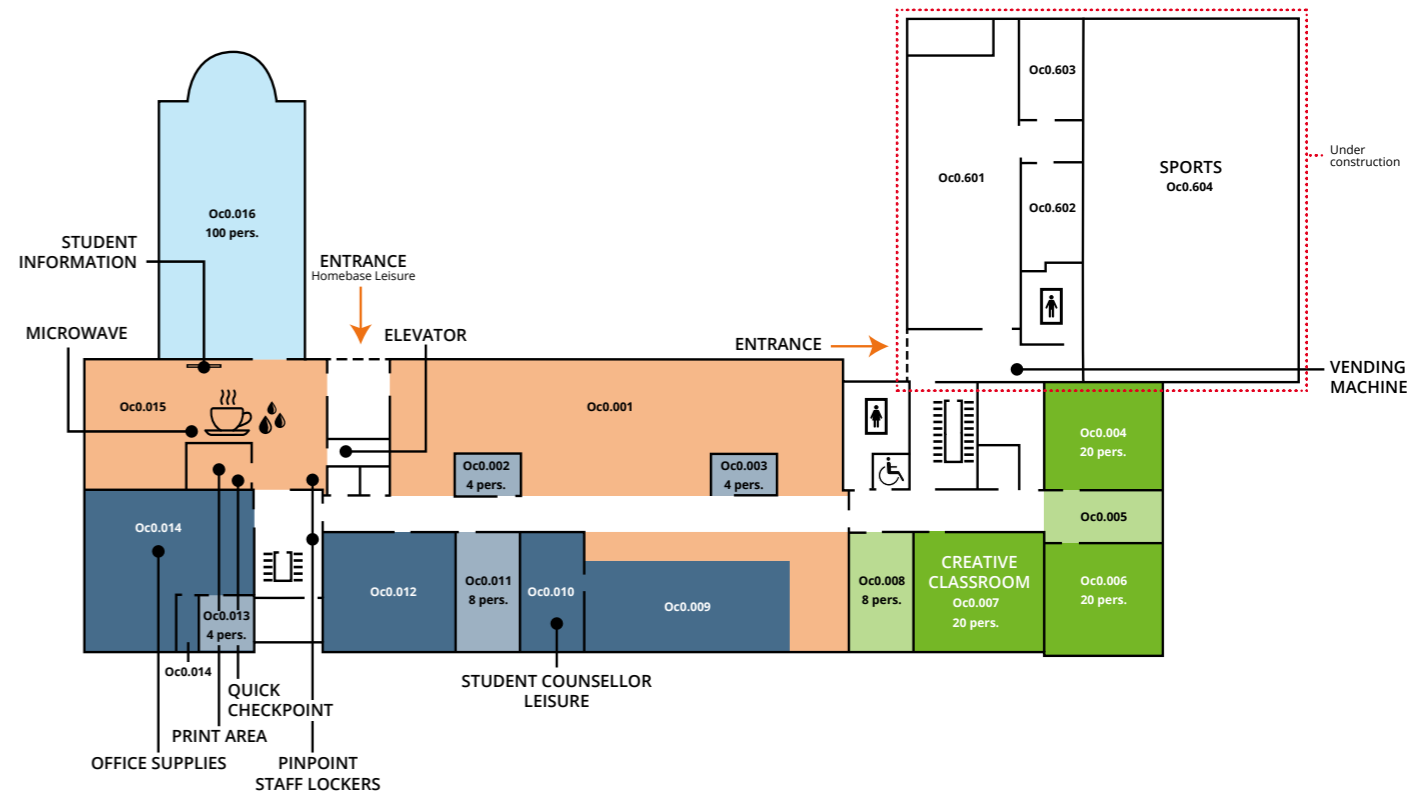 Oc0.603
Under
construction
SPORTS
Oc0.604
Oc0.601
Oc0.602
Oc0.016
100 pers.
STUDENT
INFORMATION
ENTRANCE
Homebase Leisure
MICROWAVE
ELEVATOR
ENTRANCE
VENDING
MACHINE
Oc0.015
Oc0.001
Oc0.002
4 pers.
Oc0.003
4 pers.
Oc0.004
20 pers.
Oc0.005
Oc0.014
Oc0.012
Oc0.011
8 pers.
Oc0.010
Oc0.009
Oc0.008
8 pers.
CREATIVE
CLASSROOM
Oc0.007
20 pers.
Oc0.006
20 pers.
Oc0.013
4 pers.
Oc0.014
QUICK
CHECKPOINT
PRINT AREA
OFFICE SUPPLIES
PINPOINT
STAFF LOCKERS
STUDENT COUNSELLOR
LEISURE